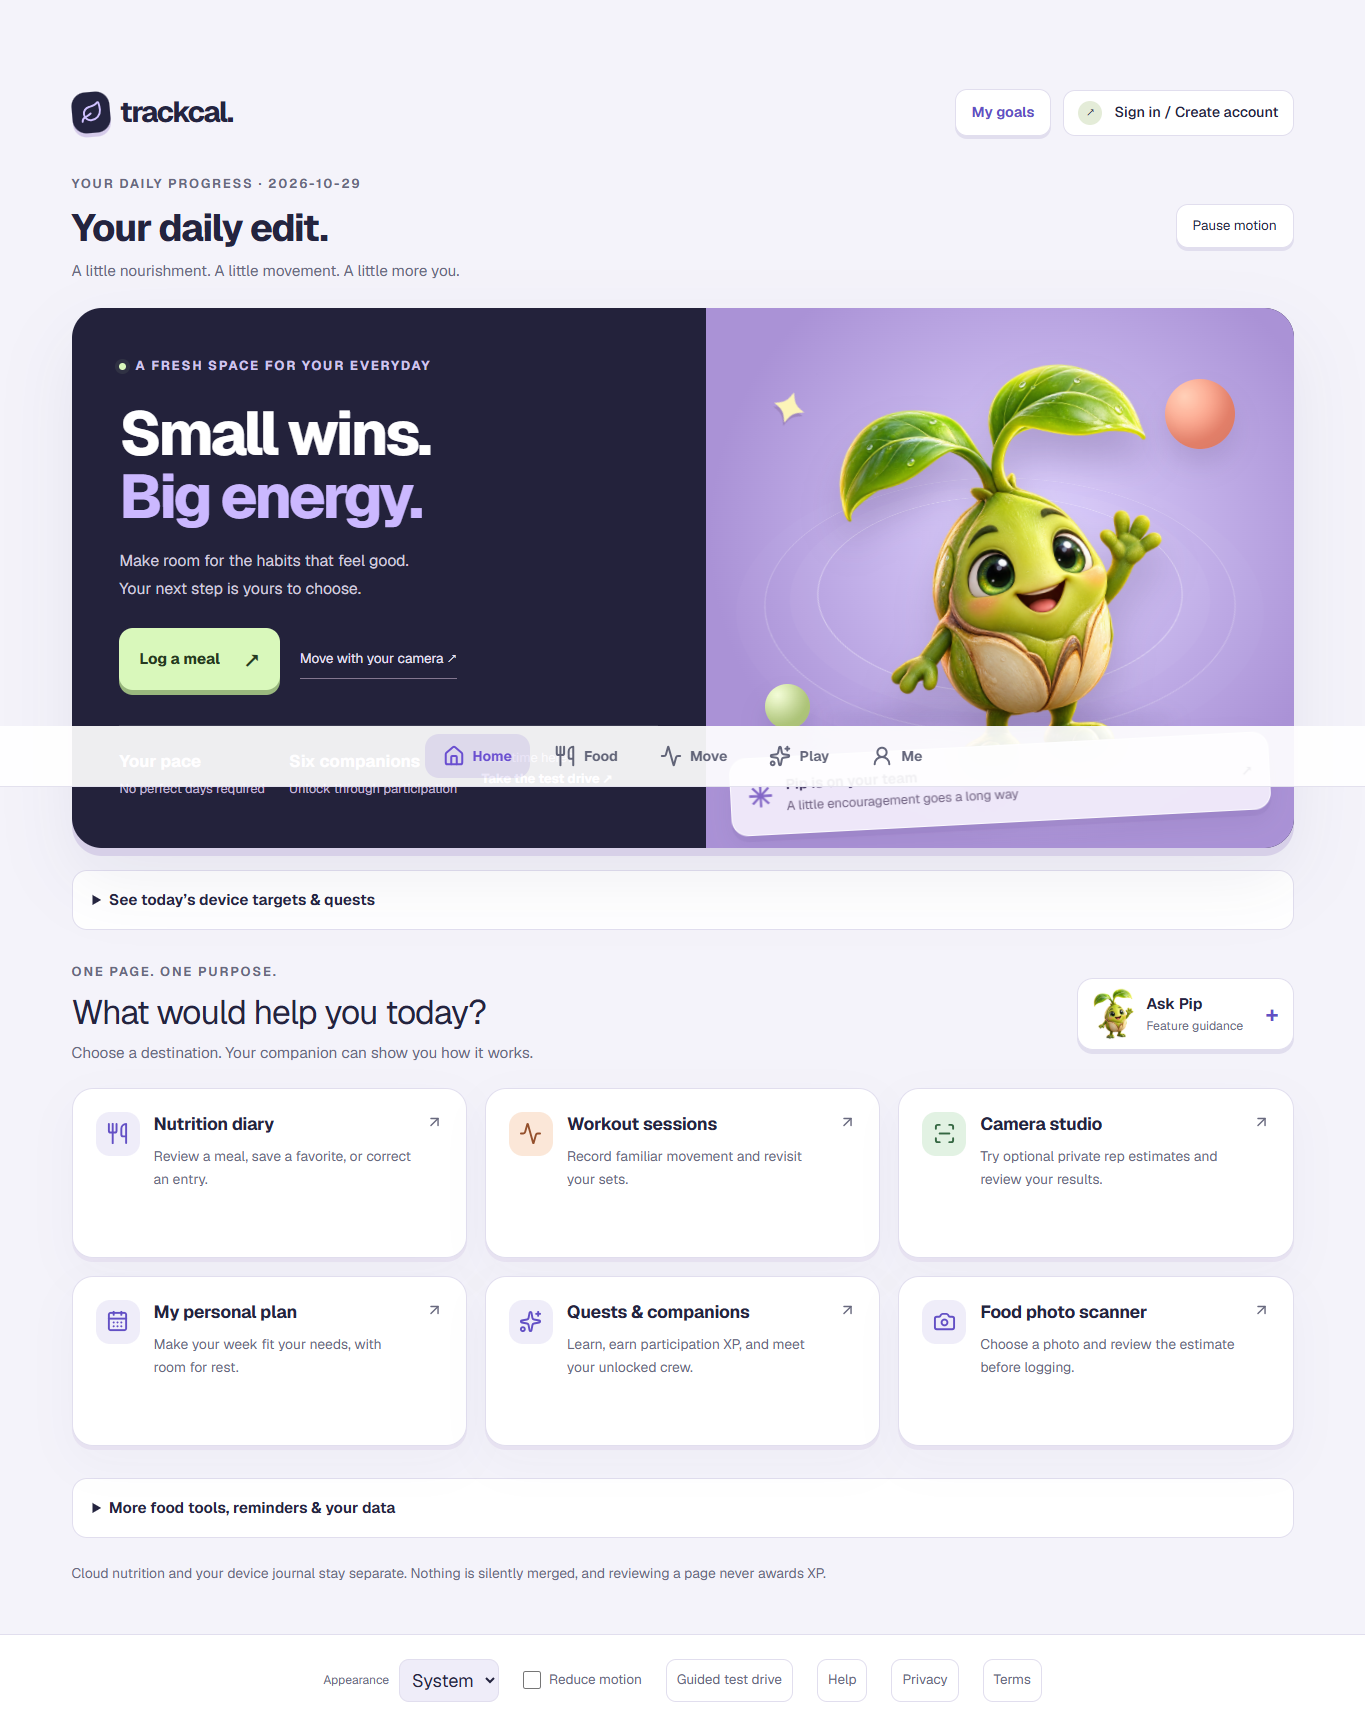 trackcal.
My goals
↗ Sign in / Create account
YOUR DAILY PROGRESS · 2026-10-29
Your daily edit.
Pause motion
A little nourishment. A little movement. A little more you.
A FRESH SPACE FOR YOUR EVERYDAY
Small wins.
Big energy.
Make room for the habits that feel good.
Your next step is yours to choose.
Log a meal ↗
Move with your camera ↗
Home
Food
Move
Play
Me
Your pace
No perfect days required
Six companions
Unlock through participation
Take the test drive ↗
Pip is on your team
A little encouragement goes a long way
See today’s device targets & quests
ONE PAGE. ONE PURPOSE.
What would help you today?
Choose a destination. Your companion can show you how it works.
Ask Pip
Feature guidance
+
Nutrition diary
Review a meal, save a favorite, or correct
an entry.
Workout sessions
Record familiar movement and revisit
your sets.
Camera studio
Try optional private rep estimates and
review your results.
My personal plan
Make your week fit your needs, with
room for rest.
Quests & companions
Learn, earn participation XP, and meet
your unlocked crew.
Food photo scanner
Choose a photo and review the estimate
before logging.
More food tools, reminders & your data
Cloud nutrition and your device journal stay separate. Nothing is silently merged, and reviewing a page never awards XP.
Appearance
System
Reduce motion
Guided test drive
Help
Privacy
Terms